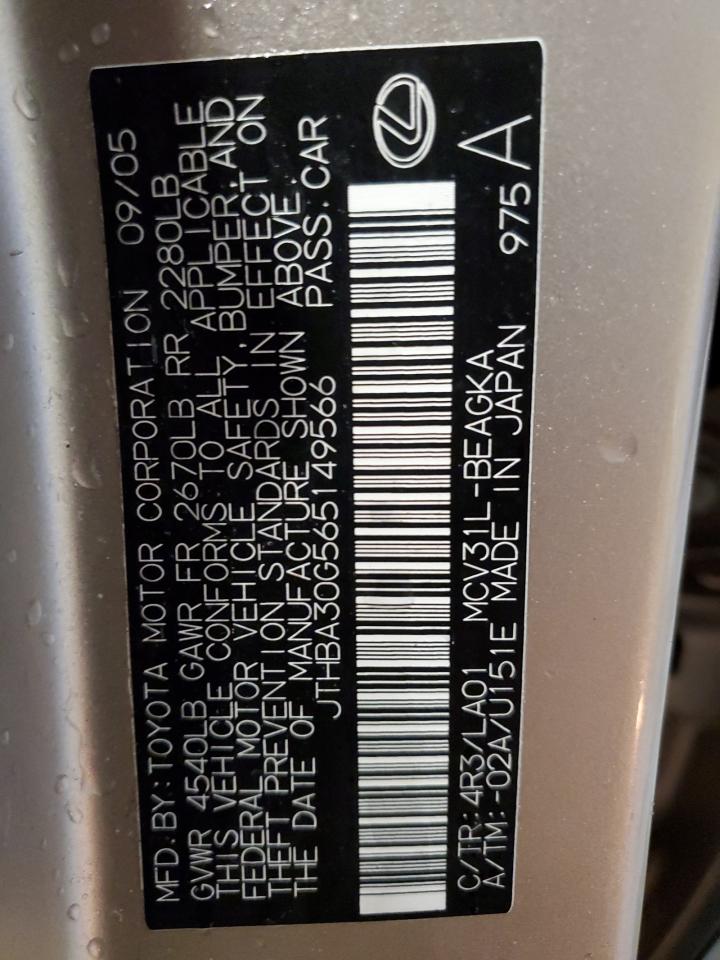 MFD. BY: TOYOTA MOTOR CORPORATION 09/05
GVWR 4540LB GAWR FR 2670LB RR 2280LB
THIS VEHICLE CONFORMS TO ALL APPLICABLE
FEDERAL MOTOR VEHICLE SAFETY, BUMPER, AND
THEFT PREVENTION STANDARDS IN EFFECT ON
THE DATE OF MANUFACTURE SHOWN ABOVE.
JTHBA30G565149566 PASS. CAR
C/TR: 4R3/LA01 MCV31L-BEAGKA
A/TM: -02A/U151E MADE IN JAPAN 975 A